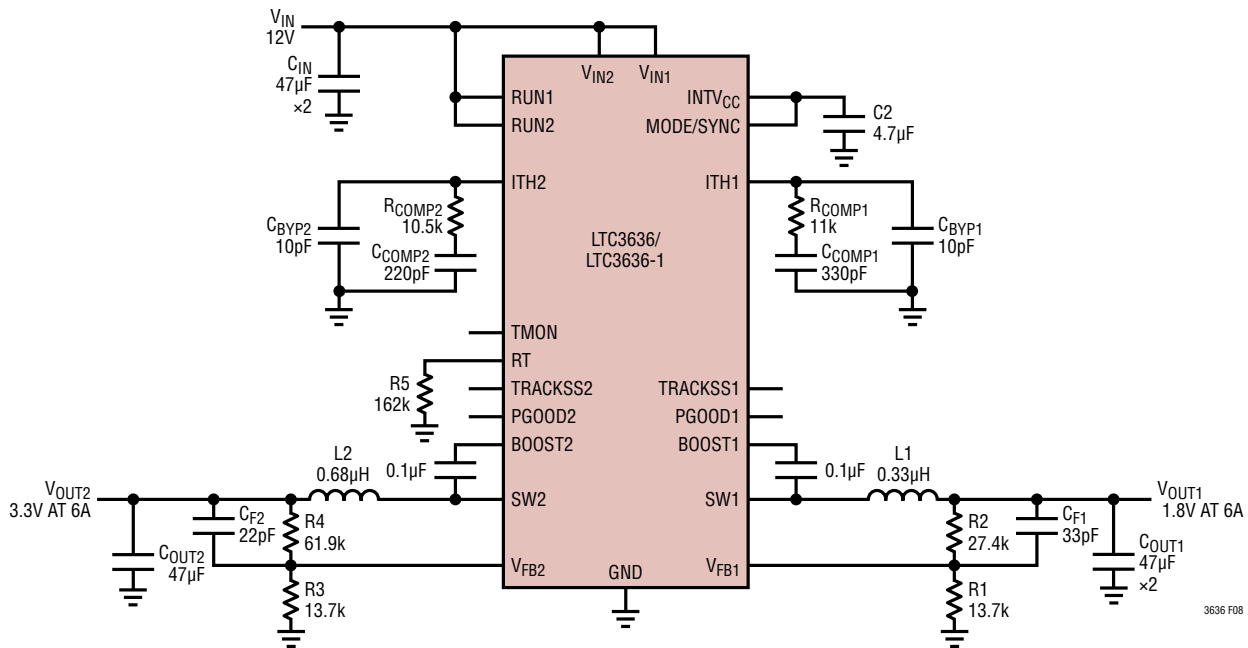 VIN
12V
CIN
47µF
×2
VIN2
VIN1
RUN1
RUN2
INTVCC
MODE/SYNC
C2
4.7µF
ITH2
ITH1
CBYP2
10pF
RCOMP2
10.5k
CCOMP2
220pF
LTC3636/
LTC3636-1
RCOMP1
11k
CCOMP1
330pF
CBYP1
10pF
TMON
RT
R5
162k
TRACKSS2
TRACKSS1
PGOOD2
PGOOD1
BOOST2
BOOST1
L2
0.68µH
0.1µF
0.1µF
L1
0.33µH
SW2
SW1
VOUT2
3.3V AT 6A
VOUT1
1.8V AT 6A
CF2
22pF
R4
61.9k
R2
27.4k
CF1
33pF
COUT2
47µF
COUT1
47µF
×2
VFB2
GND
VFB1
R3
13.7k
R1
13.7k
3636 F08